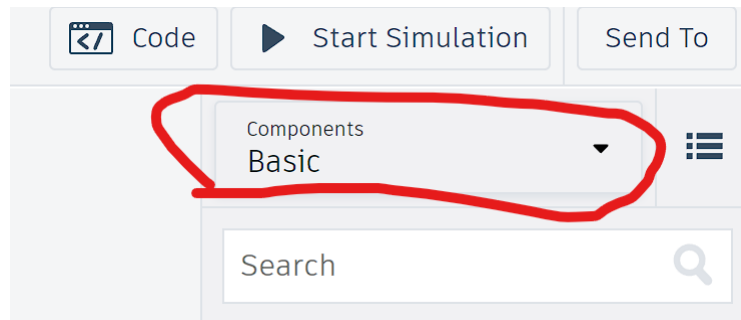 </> Code
Start Simulation
Send To
Components
Basic
Search